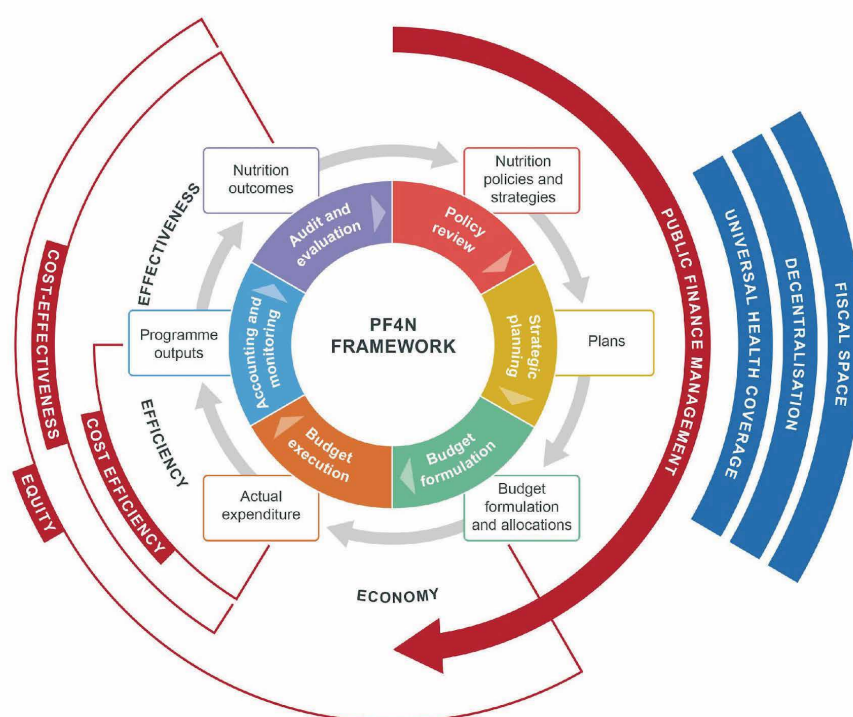 PF4N
FRAMEWORK
Policy
review
Strategic
planning
Budget
formulation
Budget
execution
Accounting and
monitoring
Audit and
evaluation
Nutrition
policies and
strategies
Plans
Budget
formulation
and allocations
Actual
expenditure
Programme
outputs
Nutrition
outcomes
ECONOMY
EFFICIENCY
EFFECTIVENESS
COST EFFICIENCY
COST-EFFECTIVENESS
EQUITY
PUBLIC FINANCE MANAGEMENT
UNIVERSAL HEALTH COVERAGE
DECENTRALISATION
FISCAL SPACE